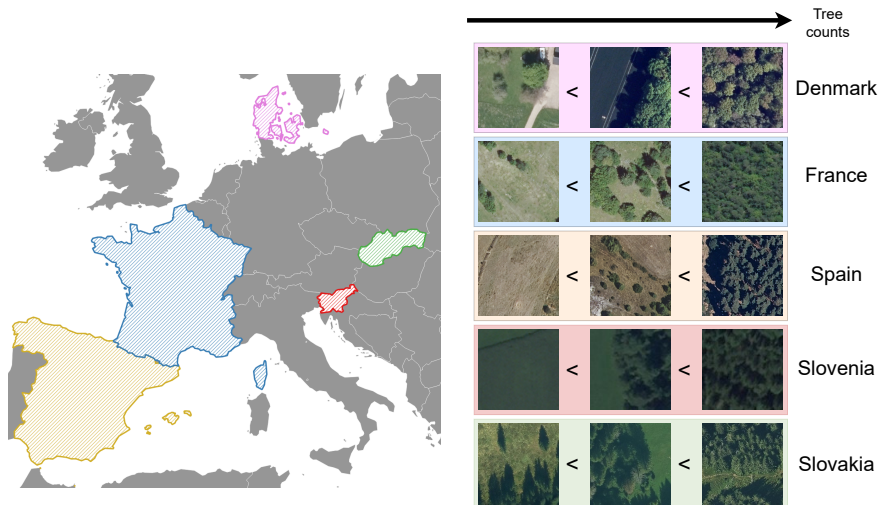 Tree
counts
< < Denmark
< < France
< < Spain
< < Slovenia
< < Slovakia